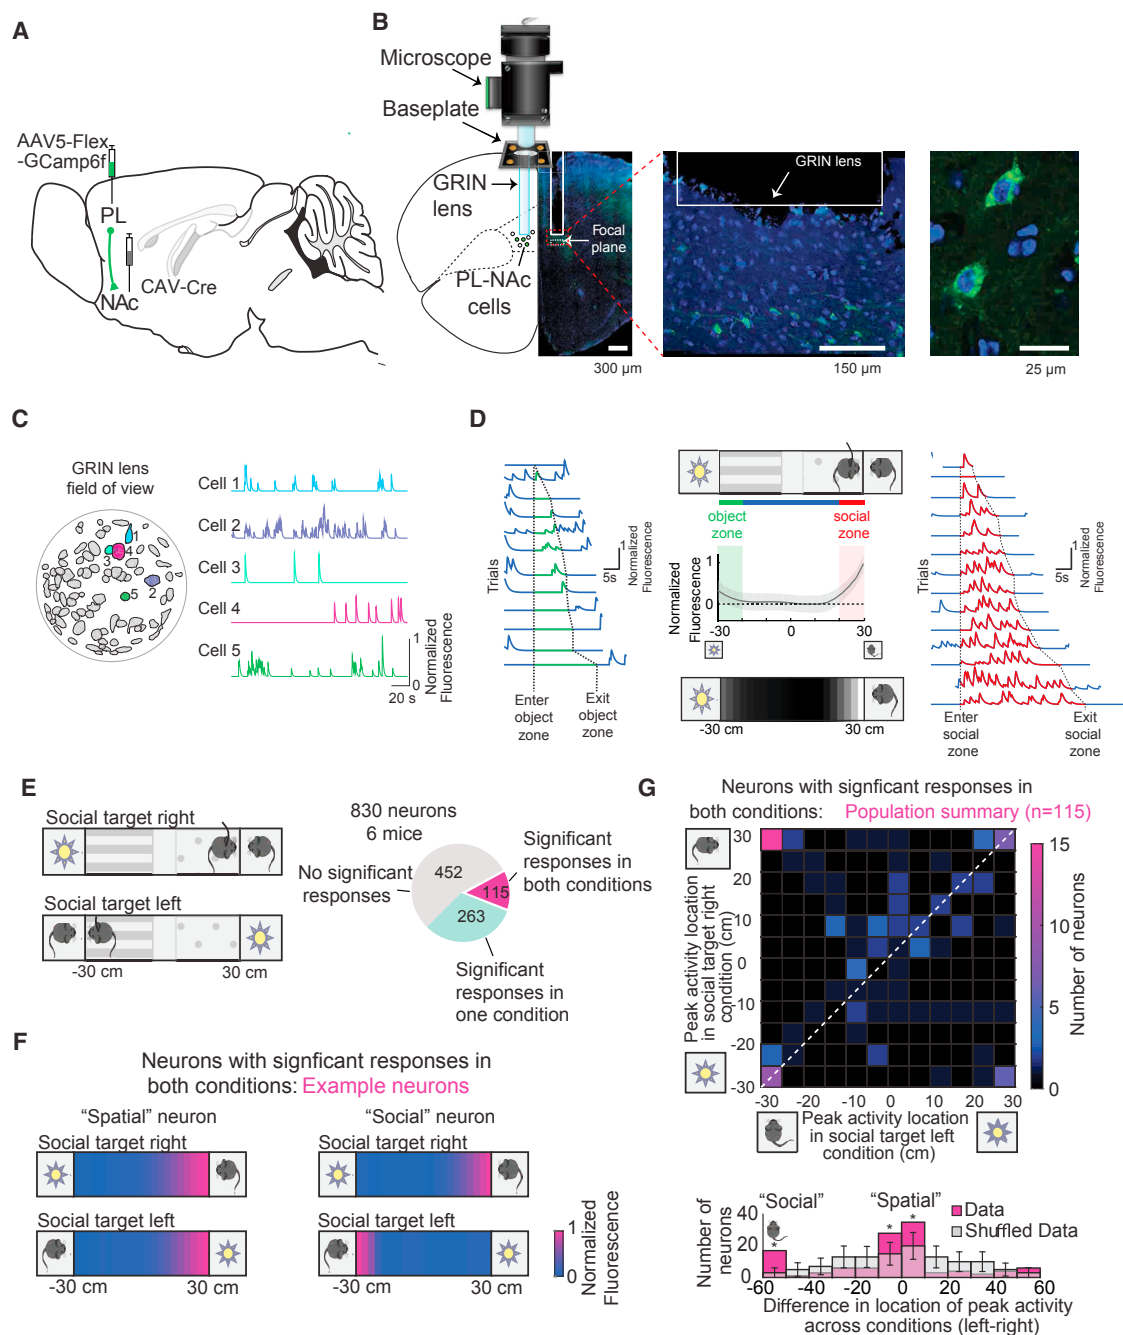 A
AAV5-Flex
-GCamp6f
PL
NAc
CAV-Cre
B
Microscope
Baseplate
GRIN
lens
Focal
plane
PL-NAc
cells
300 µm
GRIN lens
150 µm
25 µm
C
GRIN lens
field of view
1
4
3
2
5
Cell 1
Cell 2
Cell 3
Cell 4
Cell 5
1
0
Normalized
Fluorescence
20 s
D
Trials
1
5s
Normalized
Fluorescence
Enter
object
zone
Exit
object
zone
object
zone
social
zone
Normalized
Fluorescence
1
0
-30
0
30
-30 cm
30 cm
Trials
1
5s
Normalized
Fluorescence
Enter
social
zone
Exit
social
zone
E
Social target right
Social target left
-30 cm
30 cm
830 neurons
6 mice
No significant
responses
452
115
263
Significant
responses in
both conditions
Significant
responses in
one condition
F
Neurons with signficant responses in
both conditions: Example neurons
“Spatial” neuron
Social target right
Social target left
-30 cm
30 cm
“Social” neuron
Social target right
Social target left
-30 cm
30 cm
1
0
Normalized
Fluorescence
G
Neurons with signficant responses in
both conditions: Population summary (n=115)
Peak activity location
in social target right
condition (cm)
30
20
10
0
-10
-20
-30
-30 -20 -10 0 10 20 30
Peak activity location
in social target left
condition (cm)
15
10
5
0
Number of neurons
“Social”
“Spatial”
Data
Shuffled Data
* * *
Number of
neurons
40
20
0
-60 -40 -20 0 20 40 60
Difference in location of peak activity
across conditions (left-right)